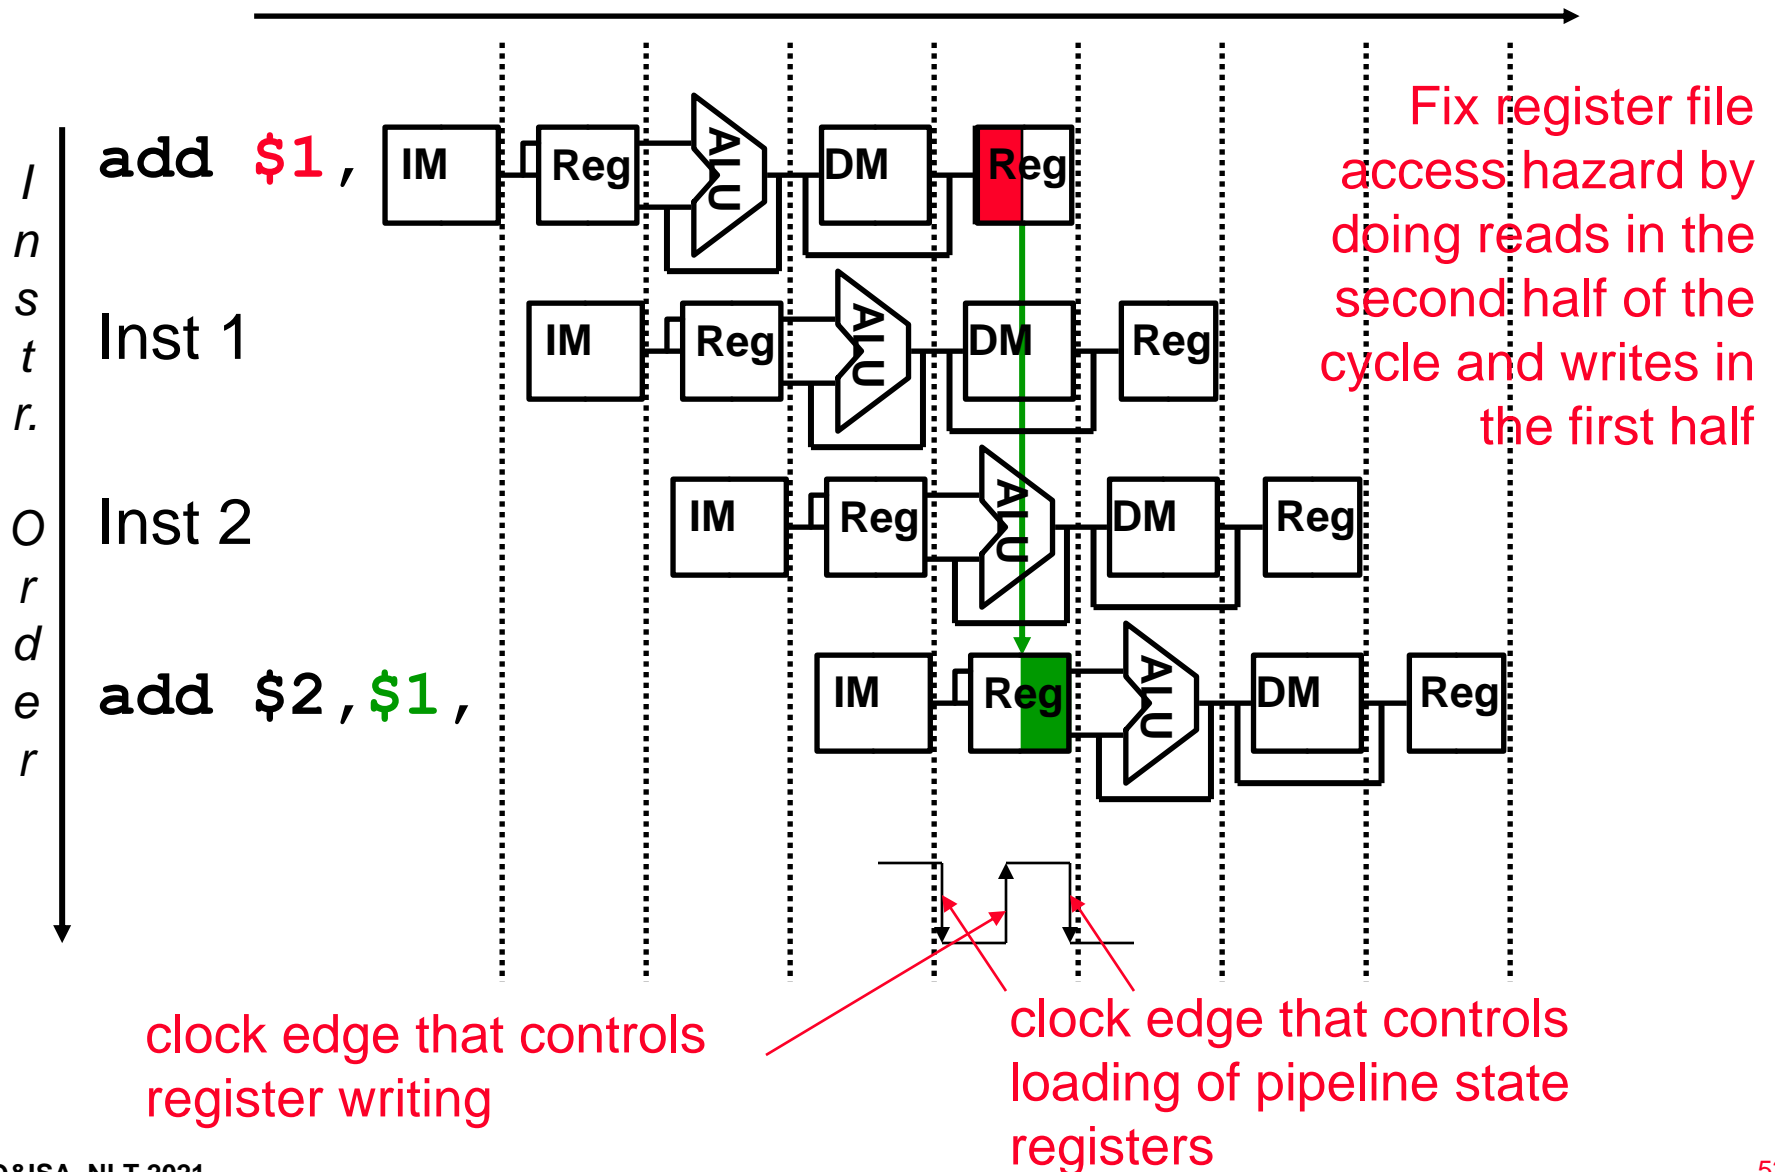 Fix register file
access hazard by
doing reads in the
second half of the
cycle and writes in
the first half
Instr. Order
add $1,
IM Reg ALU DM Reg
Inst 1
IM Reg ALU DM Reg
Inst 2
IM Reg ALU DM Reg
add $2,$1,
IM Reg ALU DM Reg
clock edge that controls
register writing
clock edge that controls
loading of pipeline state
registers